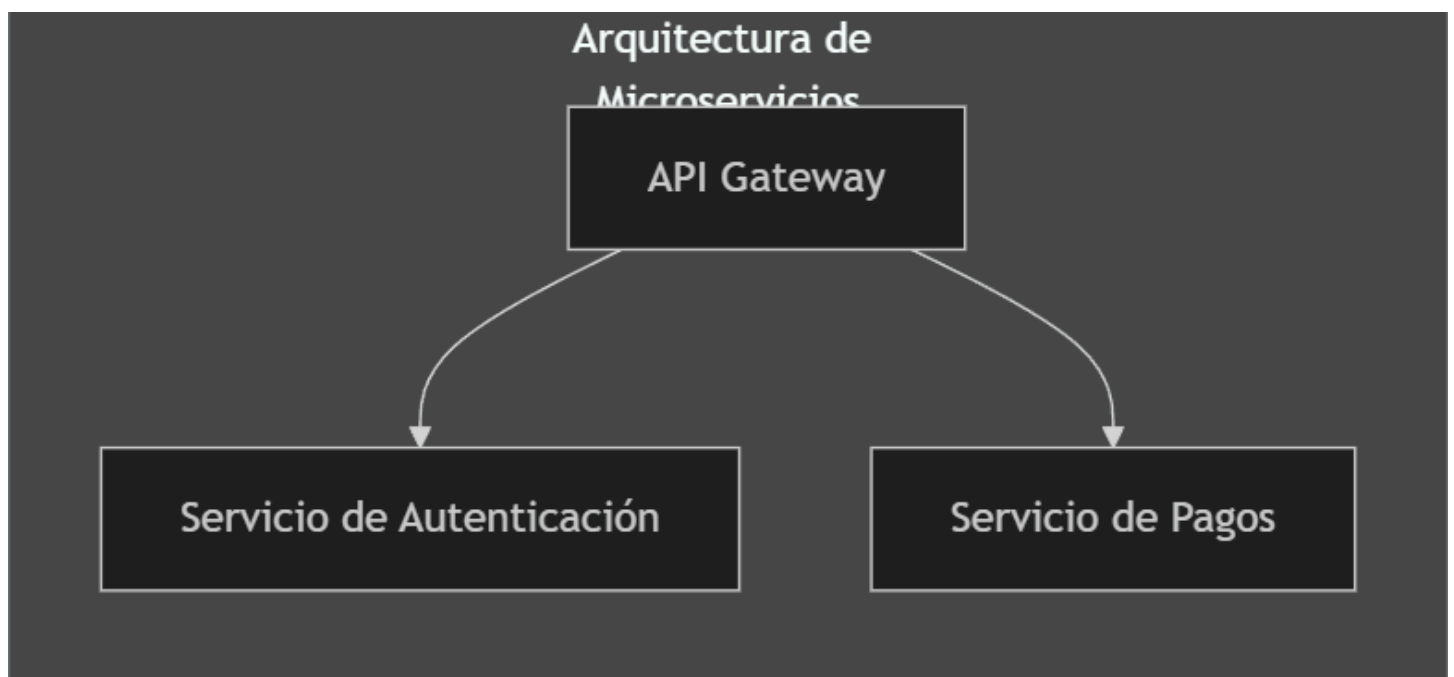 Arquitectura de
Microservicios
API Gateway
Servicio de Autenticación
Servicio de Pagos